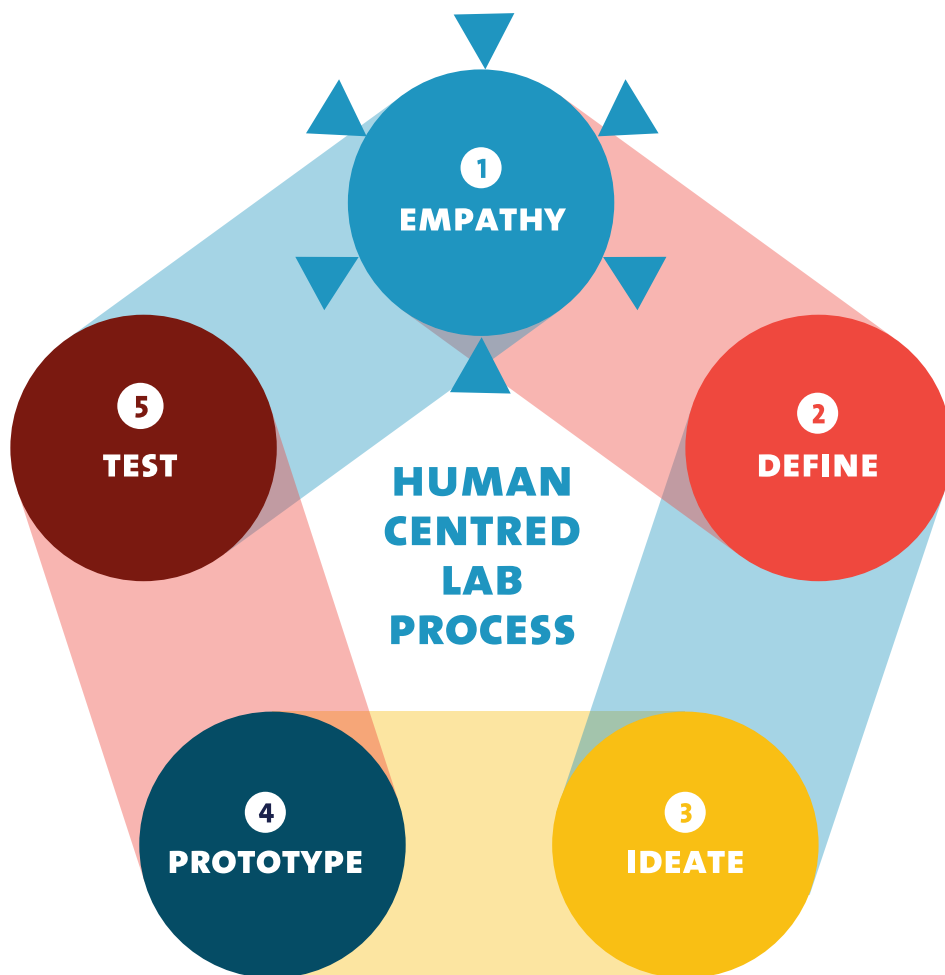 1
EMPATHY
2
DEFINE
3
IDEATE
4
PROTOTYPE
5
TEST
HUMAN
CENTRED
LAB
PROCESS